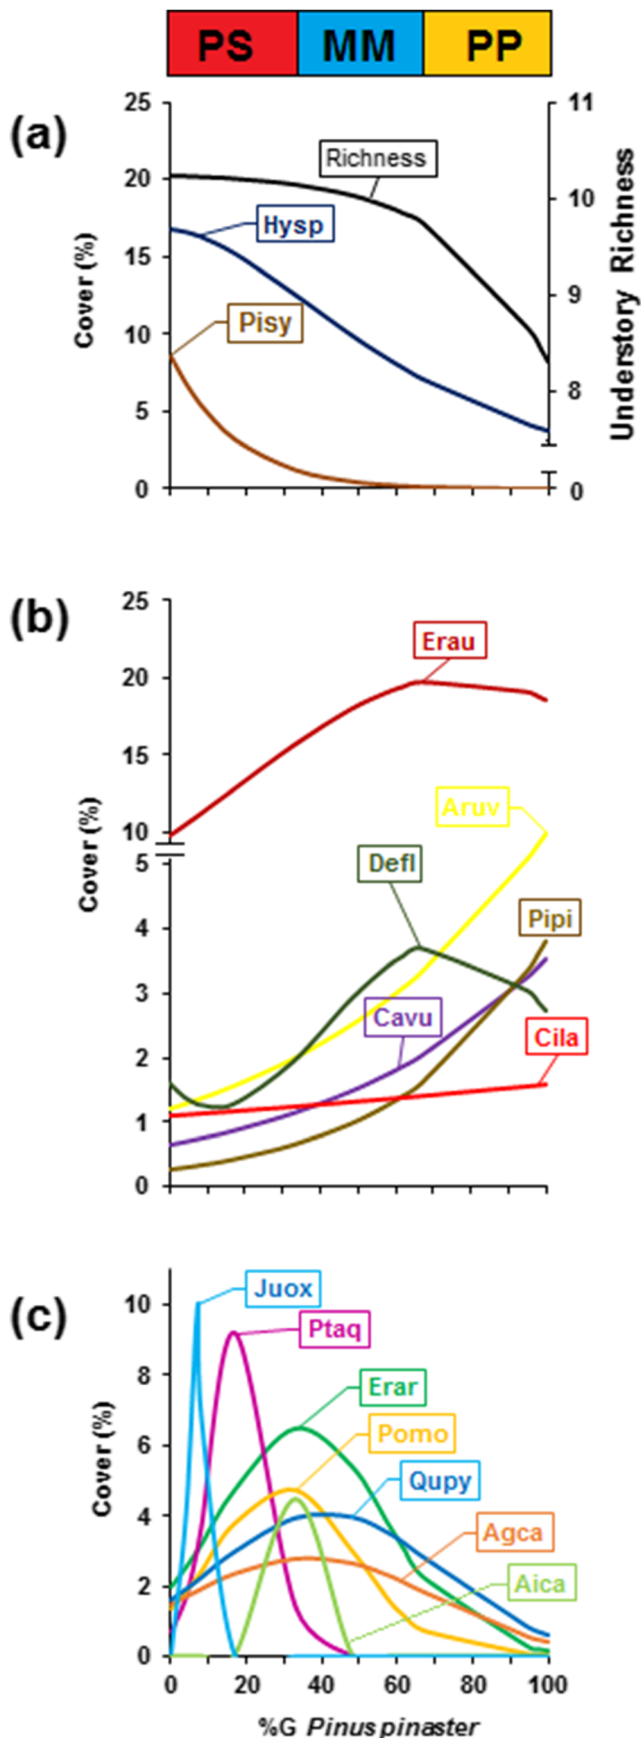 PS MM PP
(a)
25 11
Richness
20 10
Hysp
15 9
Cover (%) Understory Richness
Pisy
10
8
5
0 0
(b)
25
Erau
20
15
Aruv
10
Cover (%)
5
Defl
4
Pipi
3
Cavu
Cila
2
1
0
(c)
Juox
10
Ptaq
8
Erar
6
Pomo
Cover (%)
Qupy
4
Agca
Aica
2
0
0 20 40 60 80 100
%G Pinus pinaster